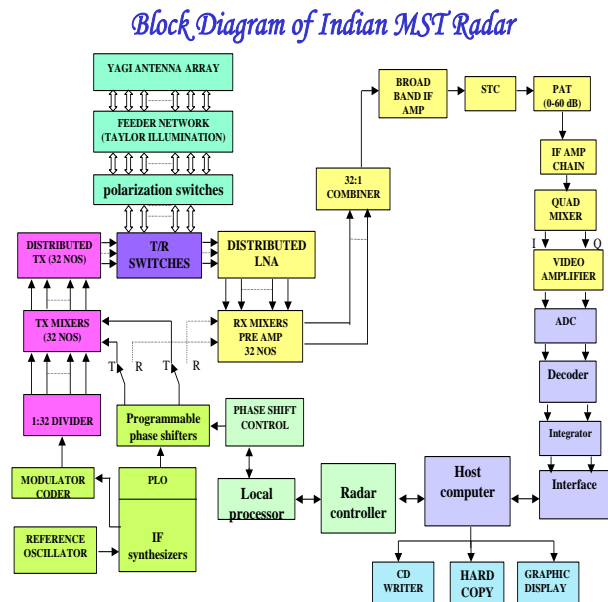 Block Diagram of Indian MST Radar
YAGI ANTENNA ARRAY
FEEDER NETWORK
(TAYLOR ILLUMINATION)
polarization switches
DISTRIBUTED
TX (32 NOS)
T/R
SWITCHES
DISTRIBUTED
LNA
32:1
COMBINER
BROAD
BAND IF
AMP
STC
PAT
(0-60 dB)
IF AMP
CHAIN
QUAD
MIXER
I
Q
VIDEO
AMPLIFIER
ADC
Decoder
Integrator
Interface
TX MIXERS
(32 NOS)
T
R
T
R
RX MIXERS
PRE AMP
32 NOS
1:32 DIVIDER
Programmable
phase shifters
PHASE SHIFT
CONTROL
MODULATOR
CODER
PLO
IF
synthesizers
REFERENCE
OSCILLATOR
Local
processor
Radar
controller
Host
computer
CD
WRITER
HARD
COPY
GRAPHIC
DISPLAY